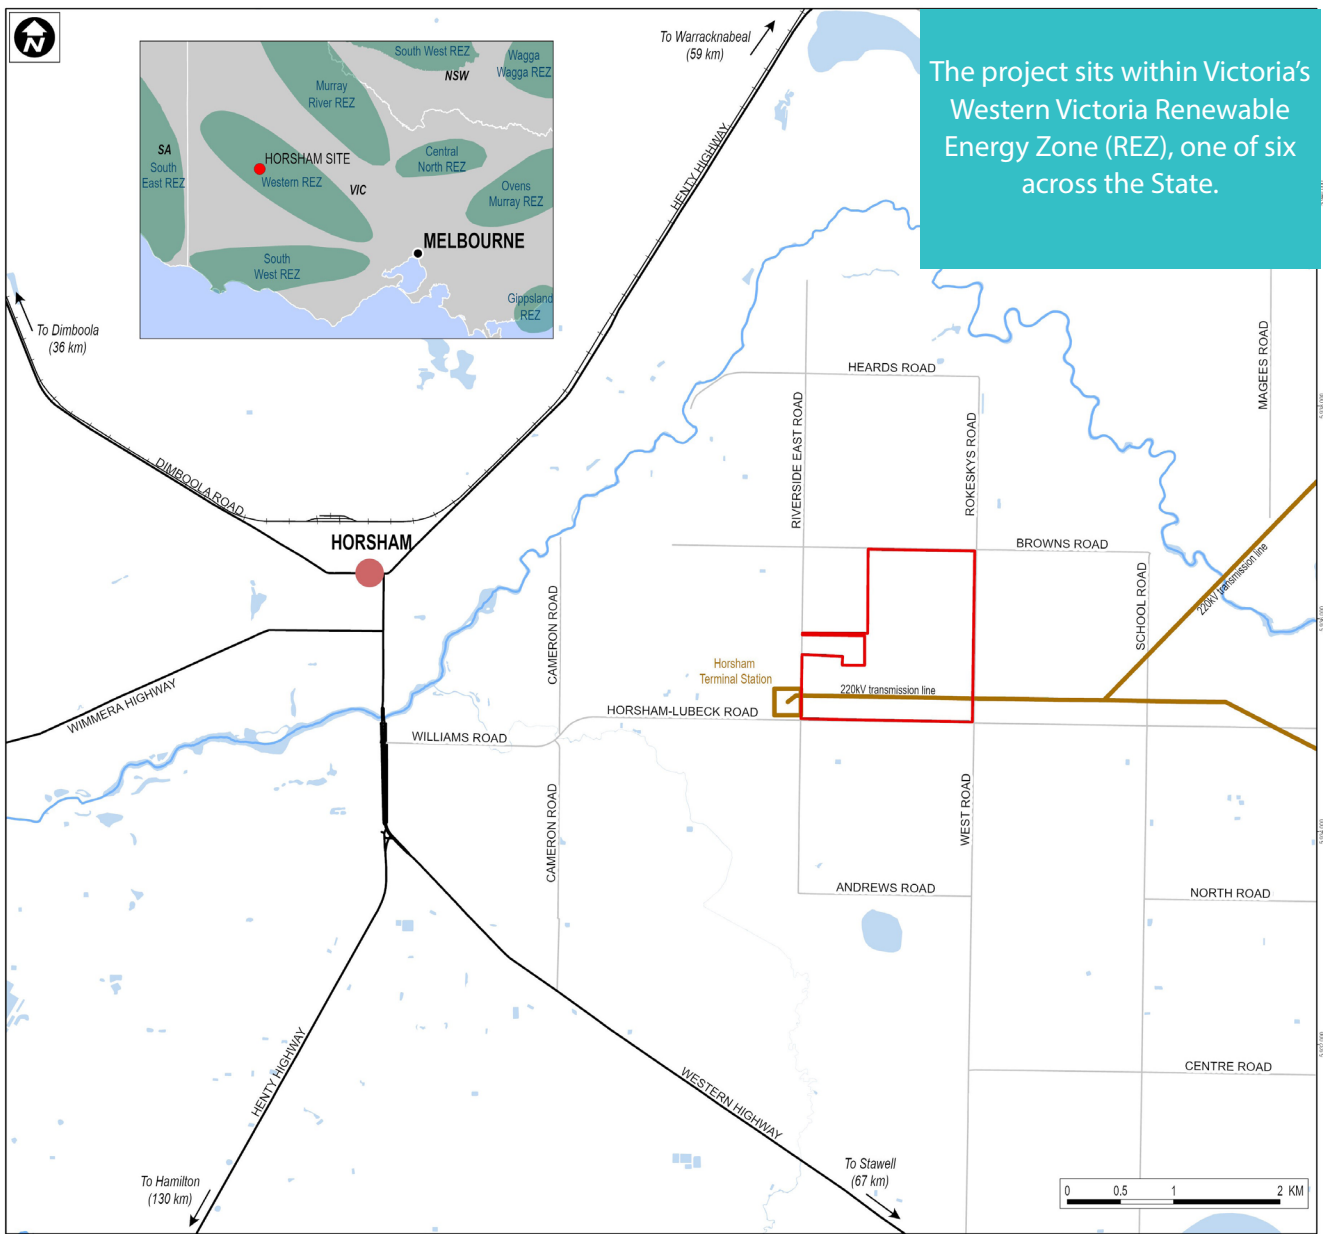 N
To Warracknabeal
(59 km)
The project sits within Victoria's
Western Victoria Renewable
Energy Zone (REZ), one of six
across the State.
South West REZ
NSW
Wagga
Wagga REZ
Murray
River REZ
SA
South
East REZ
HORSHAM SITE
Western REZ
VIC
Central
North REZ
Ovens
Murray REZ
MELBOURNE
South
West REZ
Gippsland
REZ
HENTY HIGHWAY
To Dimboola
(36 km)
HEARDS ROAD
MAGEES ROAD
RIVERSIDE EAST ROAD
ROKESKYS ROAD
DIMBOOLA ROAD
HORSHAM
BROWNS ROAD
220kV transmission line
SCHOOL ROAD
CAMERON ROAD
Horsham
Terminal Station
220kV transmission line
WIMMERA HIGHWAY
HORSHAM-LUBECK ROAD
WILLIAMS ROAD
WEST ROAD
CAMERON ROAD
ANDREWS ROAD
NORTH ROAD
HENTY HIGHWAY
WESTERN HIGHWAY
CENTRE ROAD
To Hamilton
(130 km)
To Stawell
(67 km)
0 0.5 1 2 KM